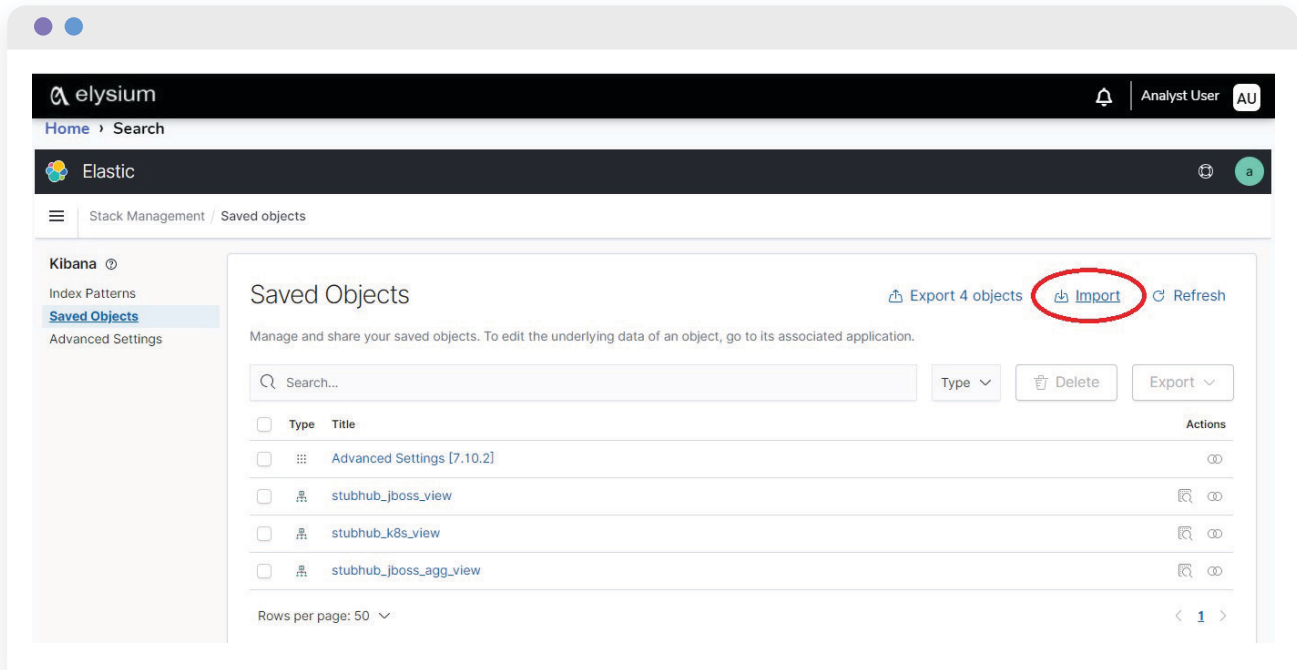 elysium
Analyst User AU
Home › Search
Elastic
a
Stack Management / Saved objects
Kibana
Index Patterns
Saved Objects
Advanced Settings
Saved Objects
Export 4 objects
Import
Refresh
Manage and share your saved objects. To edit the underlying data of an object, go to its associated application.
Search...
Type
Delete
Export
Type Title Actions
Advanced Settings [7.10.2]
stubhub_jboss_view
stubhub_k8s_view
stubhub_jboss_agg_view
Rows per page: 50
< 1 >